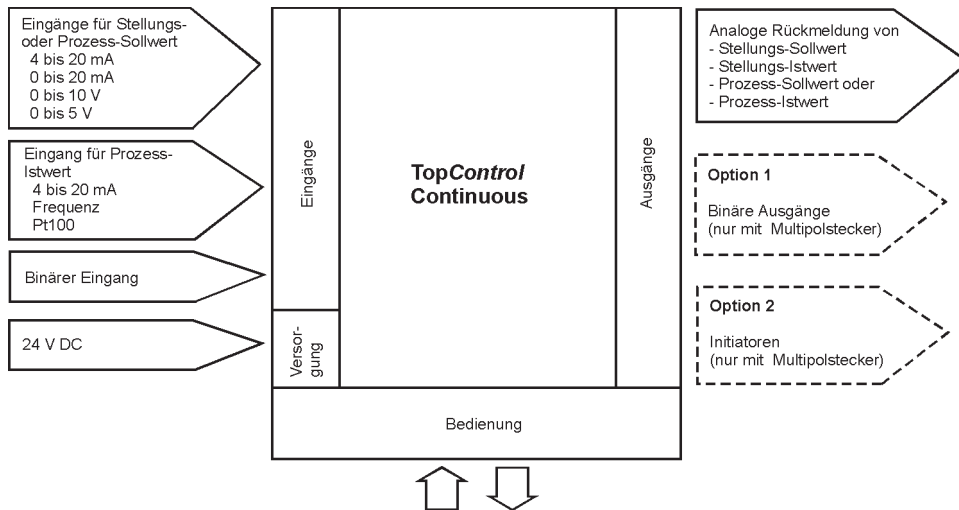 Eingänge für Stellungs-
oder Prozess-Sollwert
4 bis 20 mA
0 bis 20 mA
0 bis 10 V
0 bis 5 V
Eingang für Prozess-
Istwert
4 bis 20 mA
Frequenz
Pt100
Binärer Eingang
24 V DC
Eingänge
Versor-
gung
TopControl
Continuous
Ausgänge
Bedienung
Analoge Rückmeldung von
- Stellungs-Sollwert
- Stellungs-Istwert
- Prozess-Sollwert oder
- Prozess-Istwert
Option 1
Binäre Ausgänge
(nur mit Multipolstecker)
Option 2
Initiatoren
(nur mit Multipolstecker)